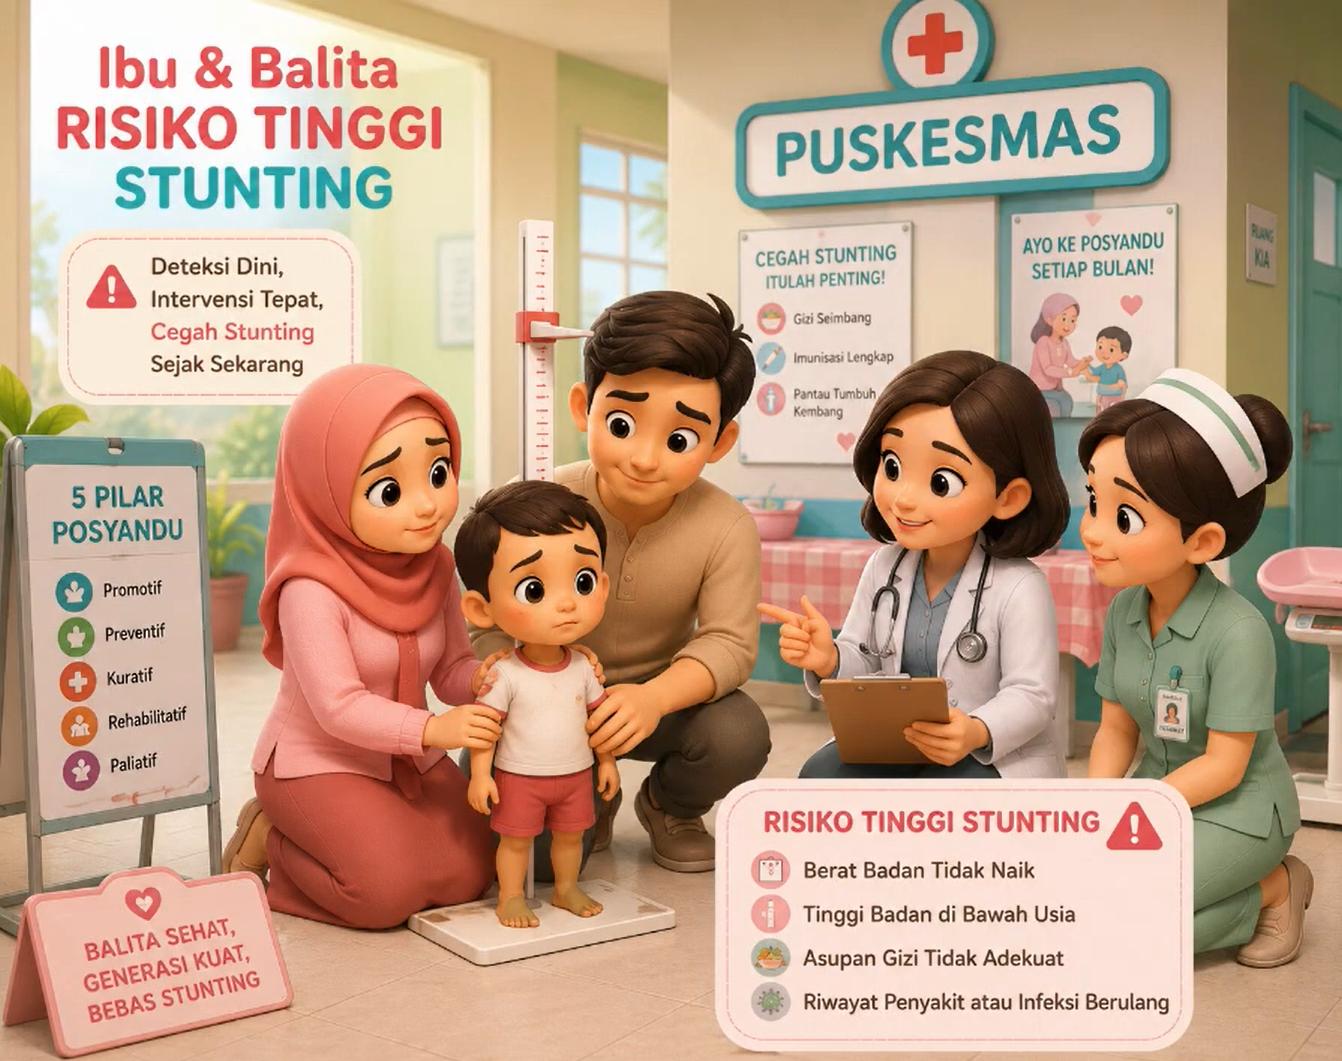 Ibu & Balita
RISIKO TINGGI
STUNTING
Deteksi Dini,
Intervensi Tepat,
Cegah Stunting
Sejak Sekarang
PUSKESMAS
CEGAH STUNTING
ITULAH PENTING!
Gizi Seimbang
Imunisasi Lengkap
Pantau Tumbuh
Kembang
AYO KE POSYANDU
SETIAP BULAN!
RUANG
KIA
5 PILAR
POSYANDU
Promotif
Preventif
Kuratif
Rehabilitatif
Paliatif
BALITA SEHAT,
GENERASI KUAT,
BEBAS STUNTING
RISIKO TINGGI STUNTING
Berat Badan Tidak Naik
Tinggi Badan di Bawah Usia
Asupan Gizi Tidak Adekuat
Riwayat Penyakit atau Infeksi Berulang